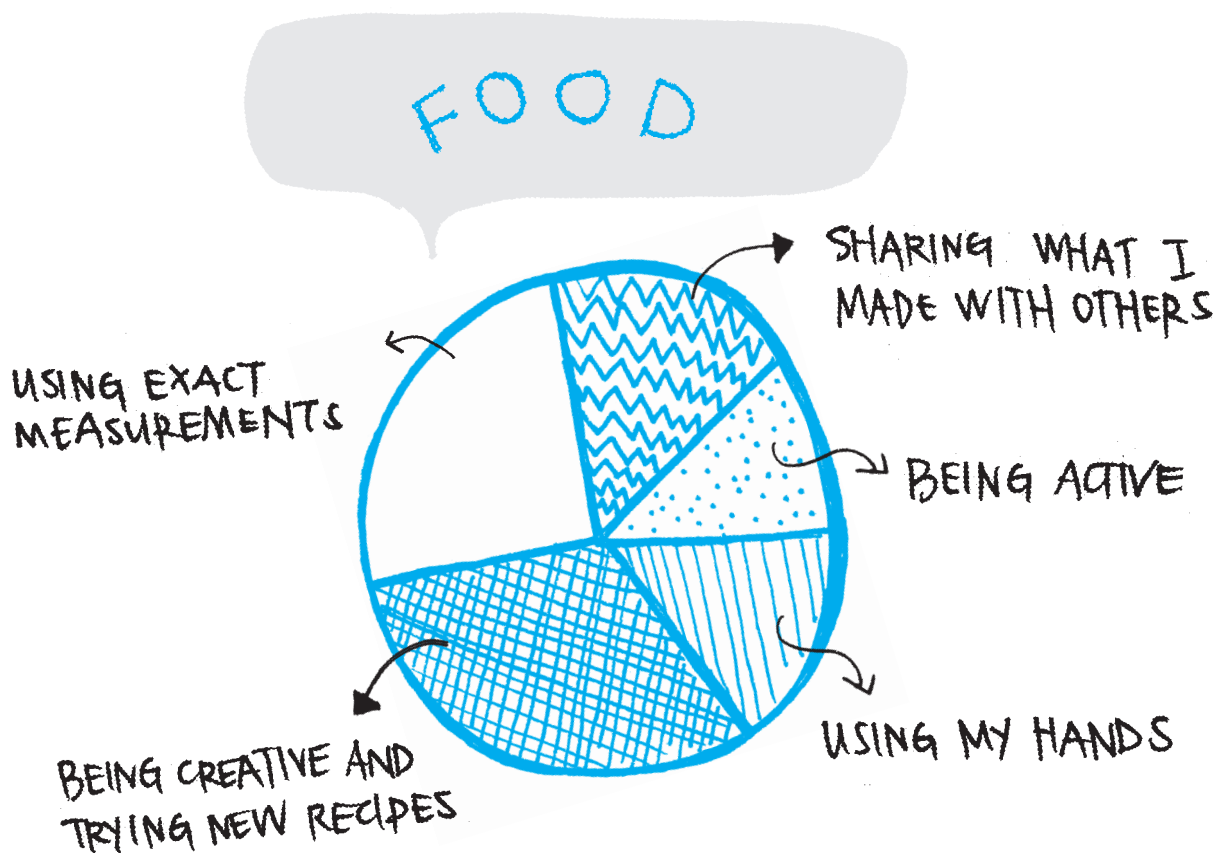 FOOD
SHARING WHAT I
MADE WITH OTHERS
USING EXACT
MEASUREMENTS
BEING ACTIVE
USING MY HANDS
BEING CREATIVE AND
TRYING NEW RECIPES